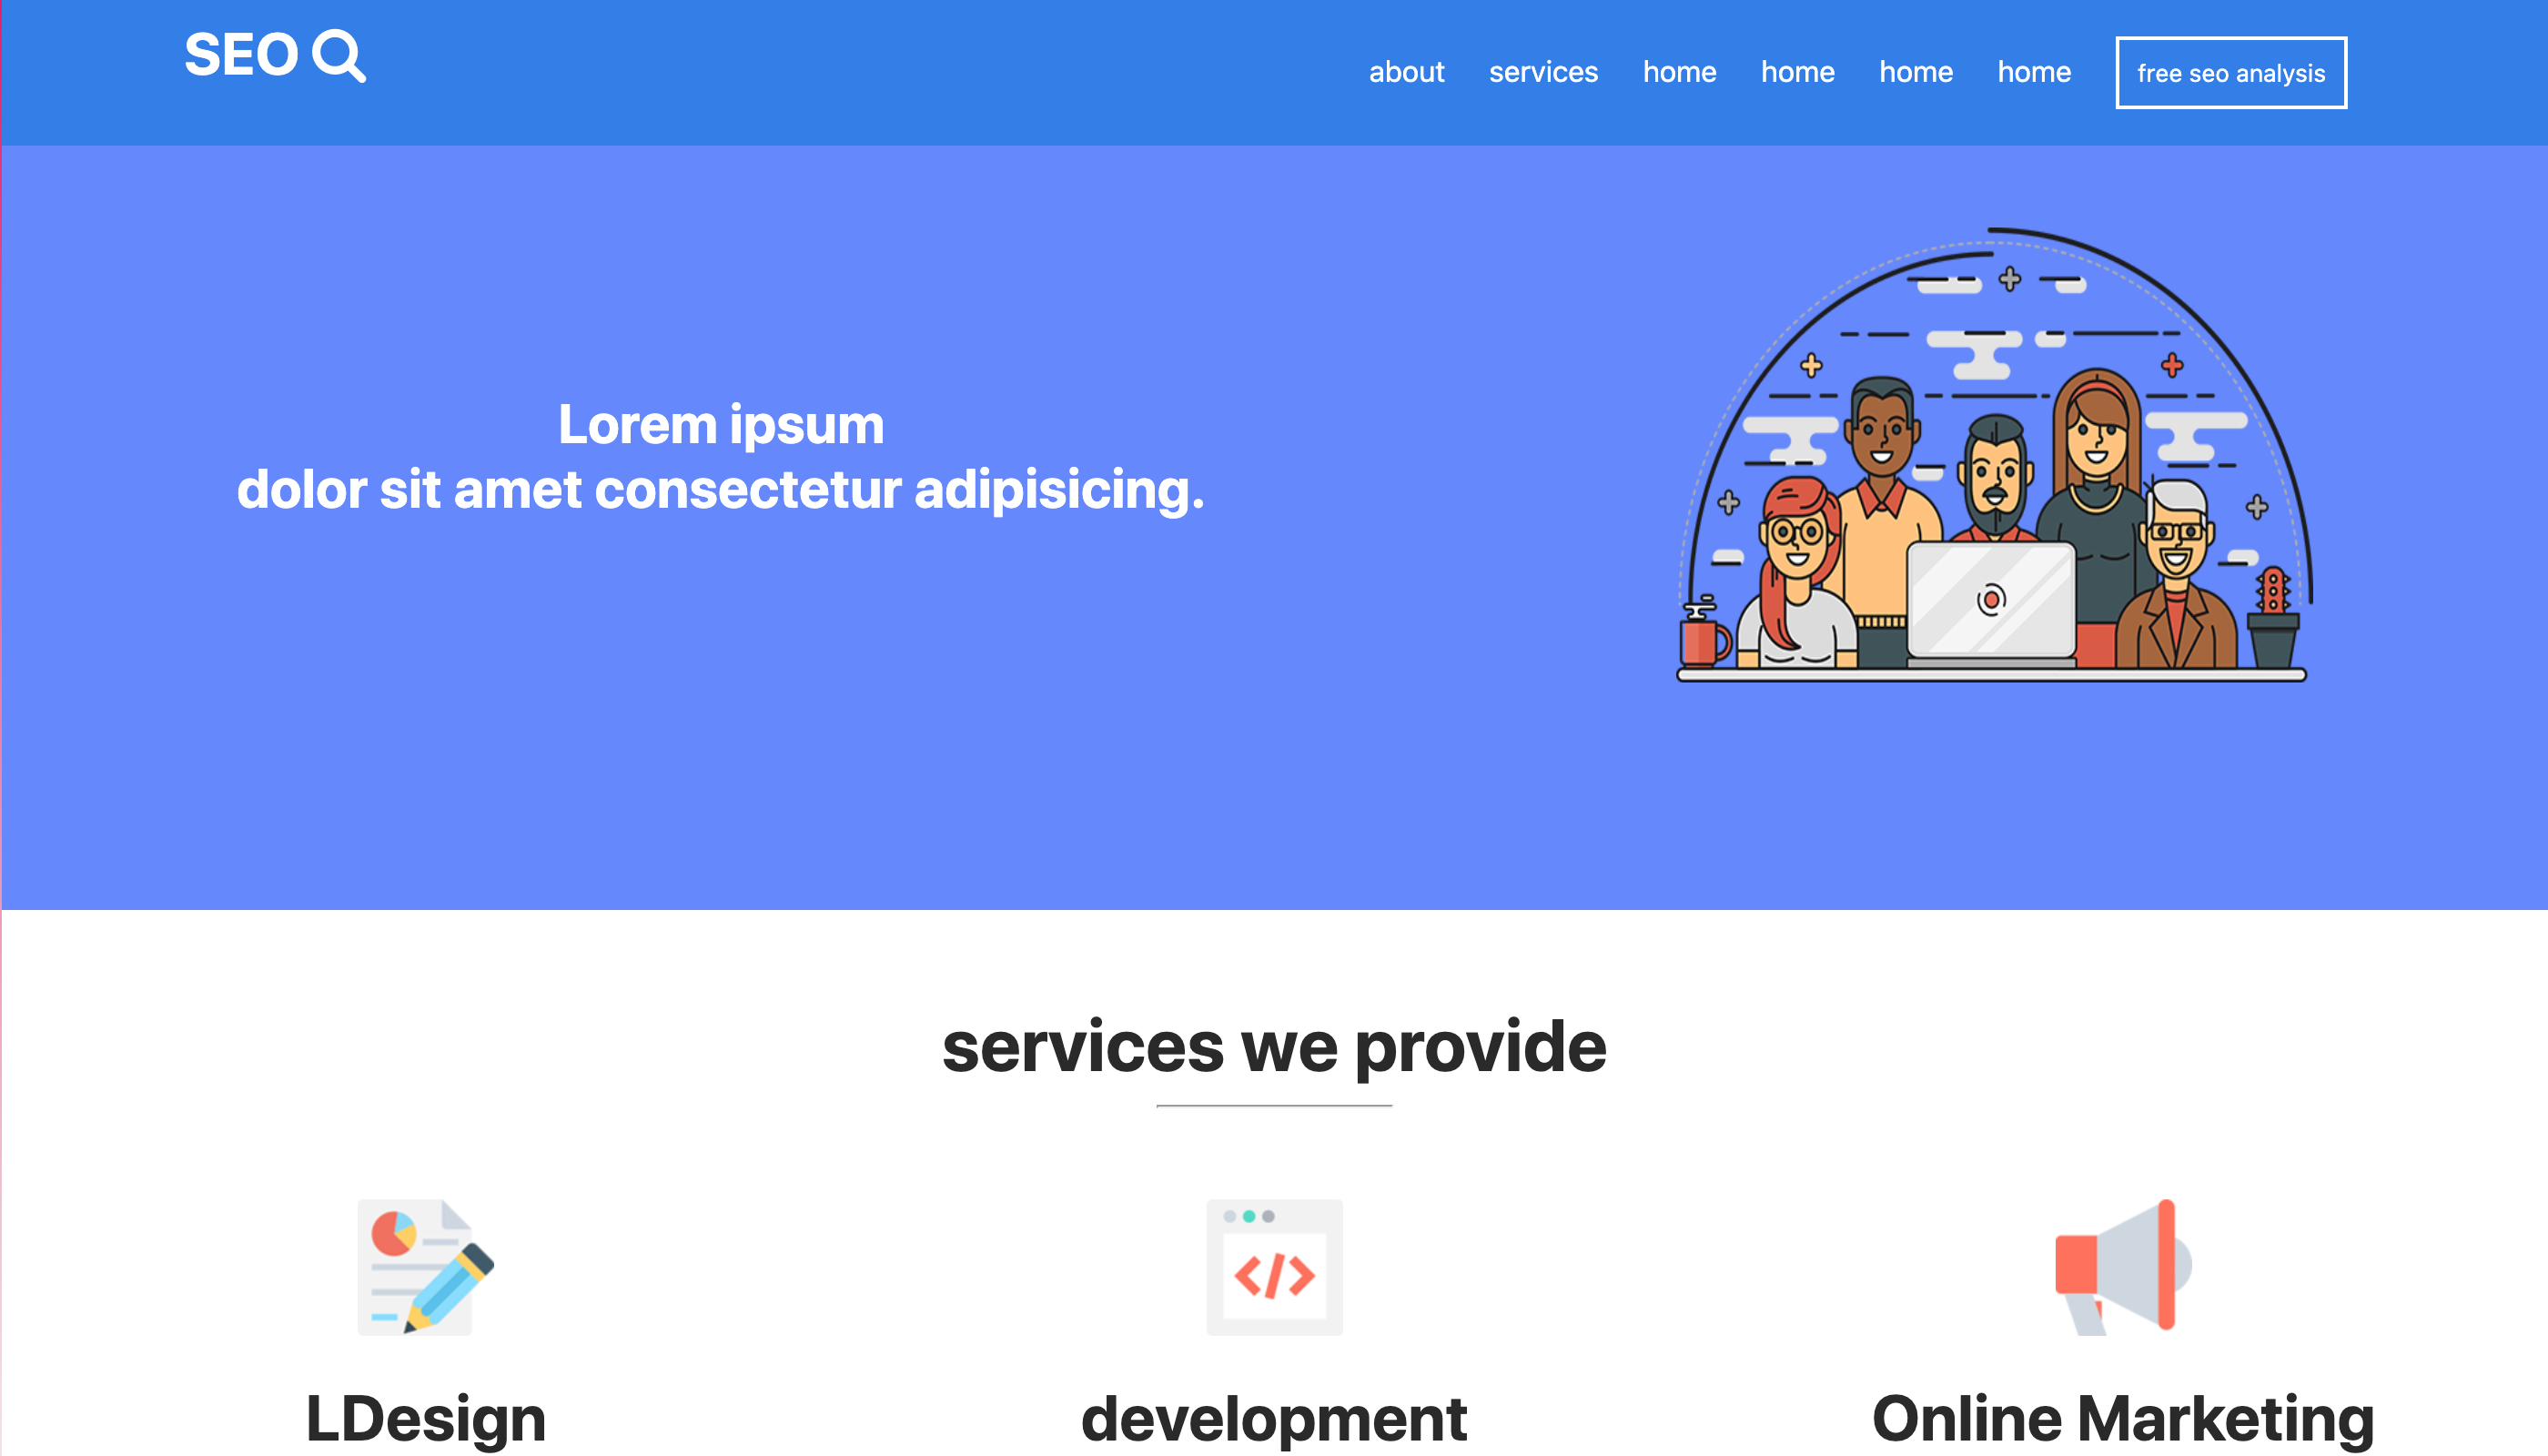 SEO
about services home home home home free seo analysis
Lorem ipsum
dolor sit amet consectetur adipisicing.
services we provide
</>
LDesign development Online Marketing